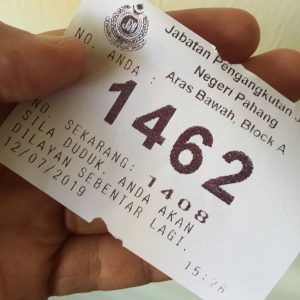 Jabatan Pengangkutan J
Negeri Pahang
Aras Bawah, Block A
NO. ANDA :
1462
NO. SEKARANG: 1408
SILA DUDUK. ANDA AKAN
DILAYAN SEBENTAR LAGI.
12/07/2019
15:28